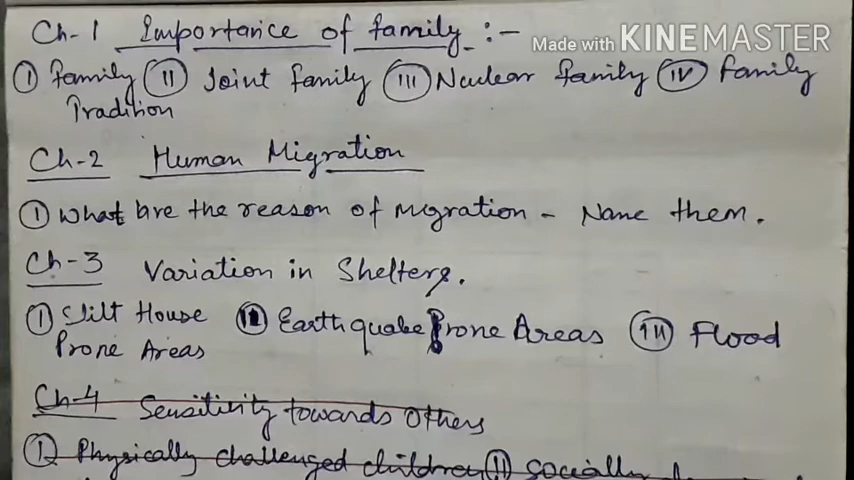 Ch-1 Importance of family :-
Made with KINEMASTER
(I) family (II) Joint family (III) Nuclear family (IV) family
Tradition
Ch-2 Human Migration
(I) What are the reason of migration - Name them.
Ch-3 Variation in Shelters.
(I) Stilt House (II) Earthquake Prone Areas (III) Flood
Prone Areas
Ch-4 Sensitivity towards Others
(I) Physically challenged children (II) socially